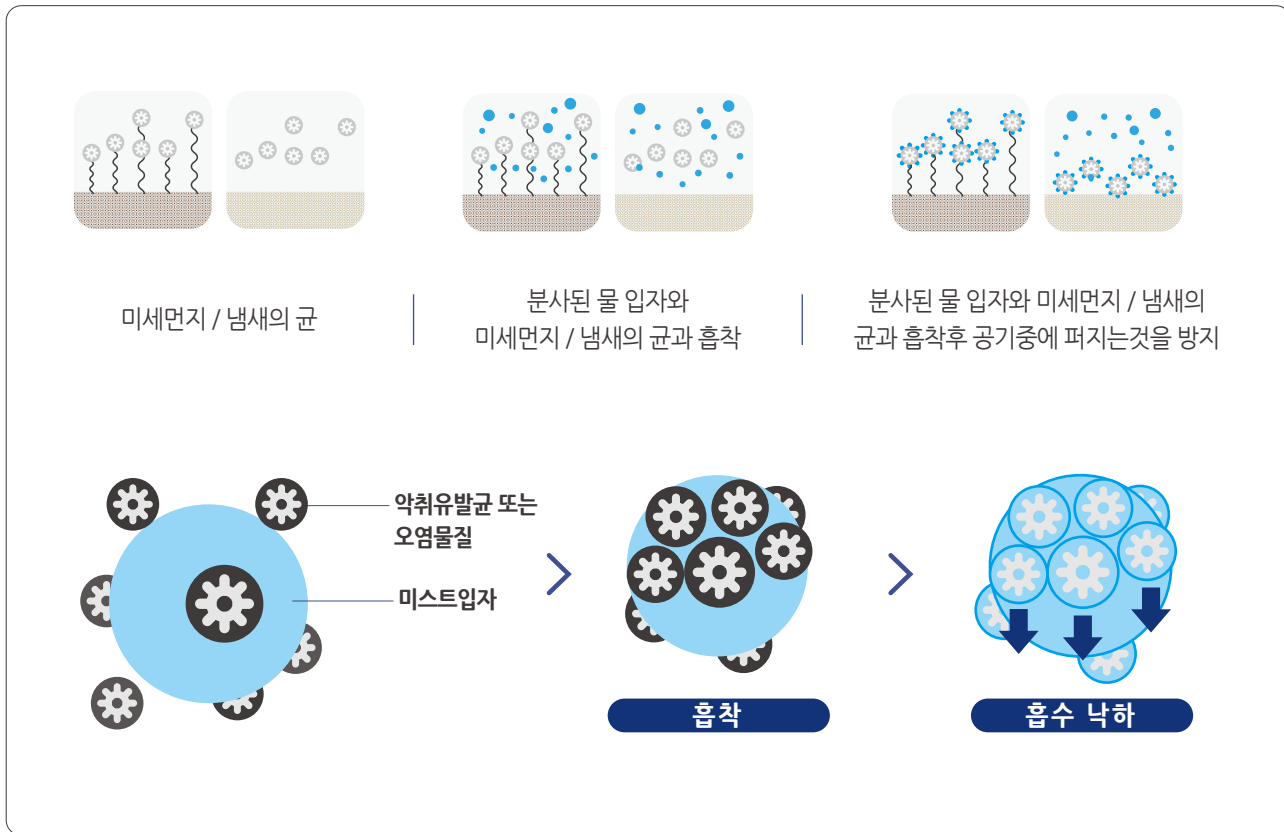 미세먼지 / 냄새의 균
분사된 물 입자와
미세먼지 / 냄새의 균과 흡착
분사된 물 입자와 미세먼지 / 냄새의
균과 흡착후 공기중에 퍼지는것을 방지
악취유발균 또는
오염물질
미스트입자
흡착
흡수 낙하